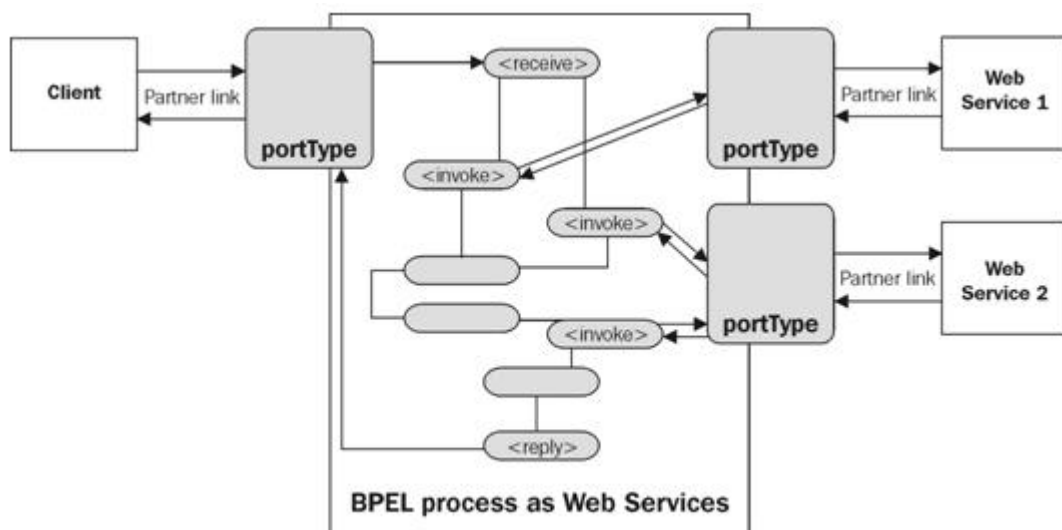 Client
Partner link
portType
<receive>
<invoke>
<invoke>
<invoke>
<reply>
portType
Partner link
Web
Service 1
portType
Partner link
Web
Service 2
BPEL process as Web Services